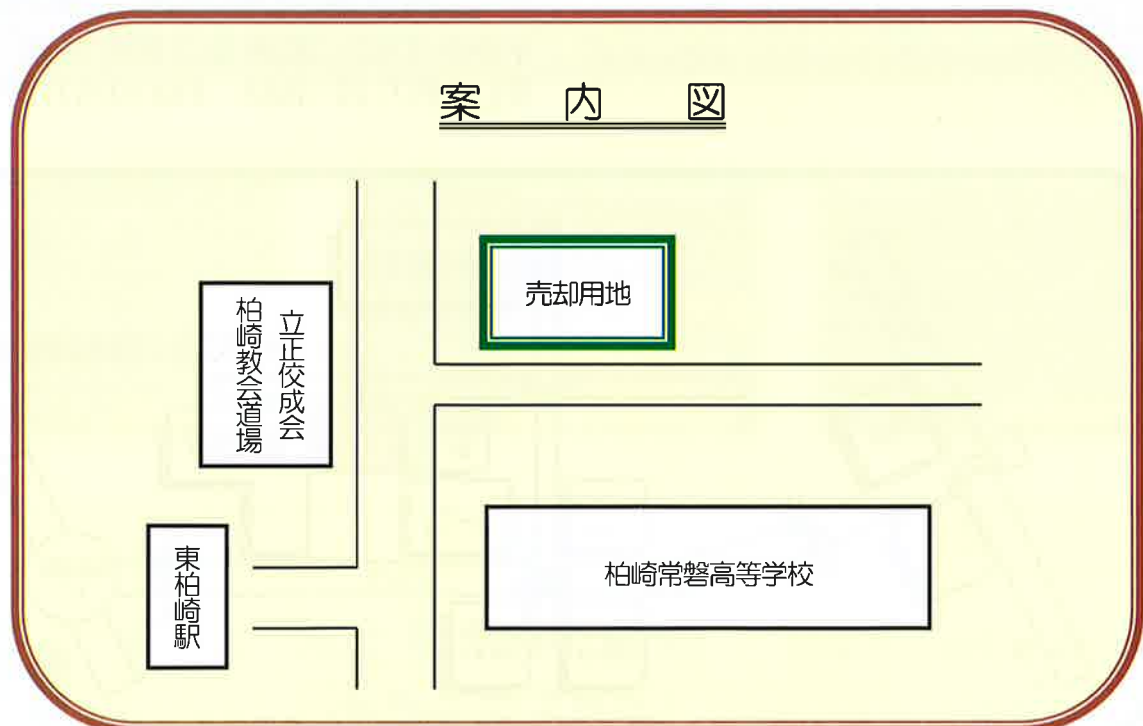 案内図
売却用地
立正佼成会
柏崎教会道場
東柏崎駅
柏崎常磐高等学校